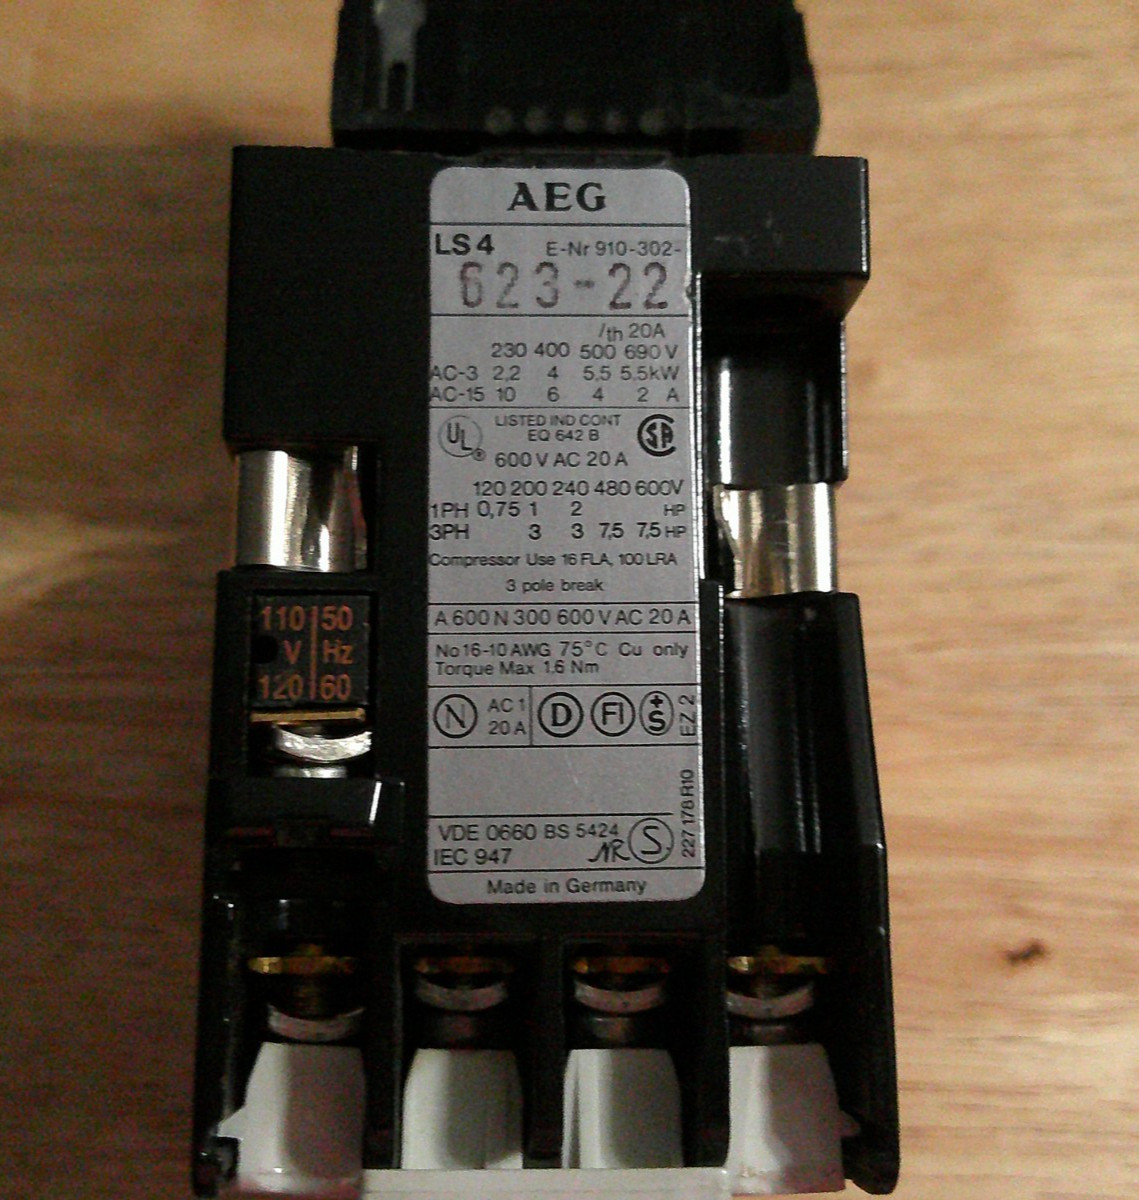 AEG
LS4 E-Nr 910-302-
623-22
Ith 20A
230 400 500 690 V
AC-3 2,2 4 5,5 5,5kW
AC-15 10 6 4 2 A
UL® LISTED IND CONT SA
EQ 642 B
600 V AC 20 A
120 200 240 480 600V
1PH 0,75 1 2 HP
3PH 3 3 7,5 7,5 HP
Compressor Use 16 FLA, 100 LRA
3 pole break
A 600 N 300 600 V AC 20 A
No 16-10 AWG 75°C Cu only
Torque Max 1.6 Nm
N AC 1 D FI +S EZ 2
20 A
227 178 R10
VDE 0660 BS 5424 S
IEC 947 NR
Made in Germany
110 50
V Hz
120 60